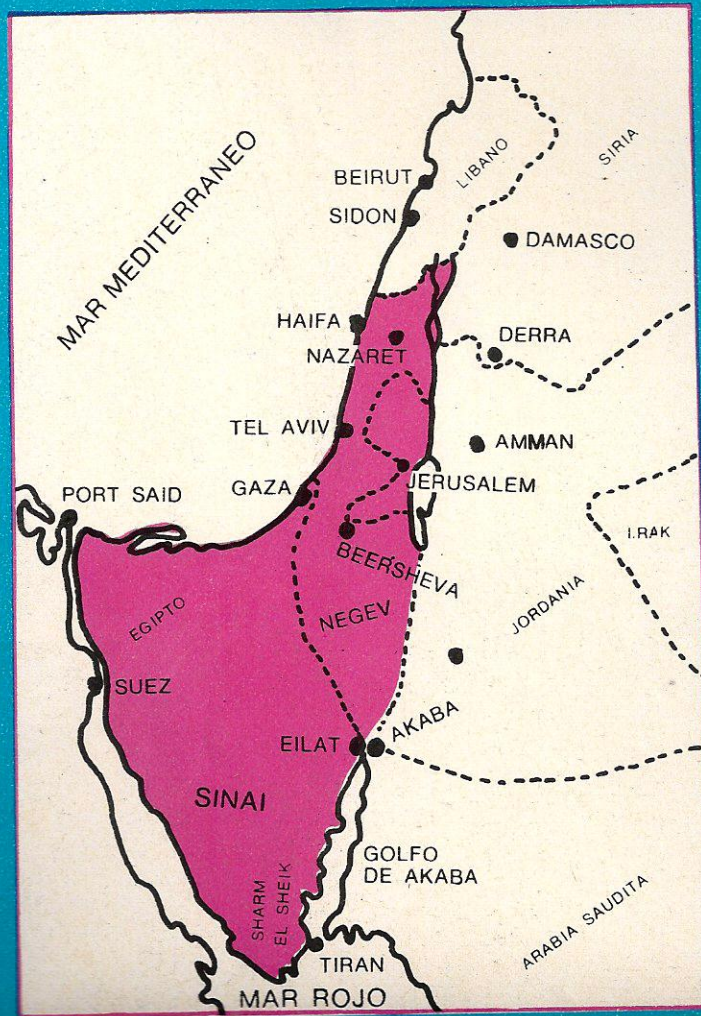 MAR MEDITERRANEO
LIBANO
SIRIA
BEIRUT
SIDON
DAMASCO
HAIFA
NAZARET
DERRA
TEL AVIV
AMMAN
GAZA
JERUSALEM
PORT SAID
I.RAK
BEERSHEVA
EGIPTO
NEGEV
JORDANIA
SUEZ
EILAT
AKABA
SINAI
GOLFO
DE AKABA
SHARM
EL SHEIK
ARABIA SAUDITA
TIRAN
MAR ROJO